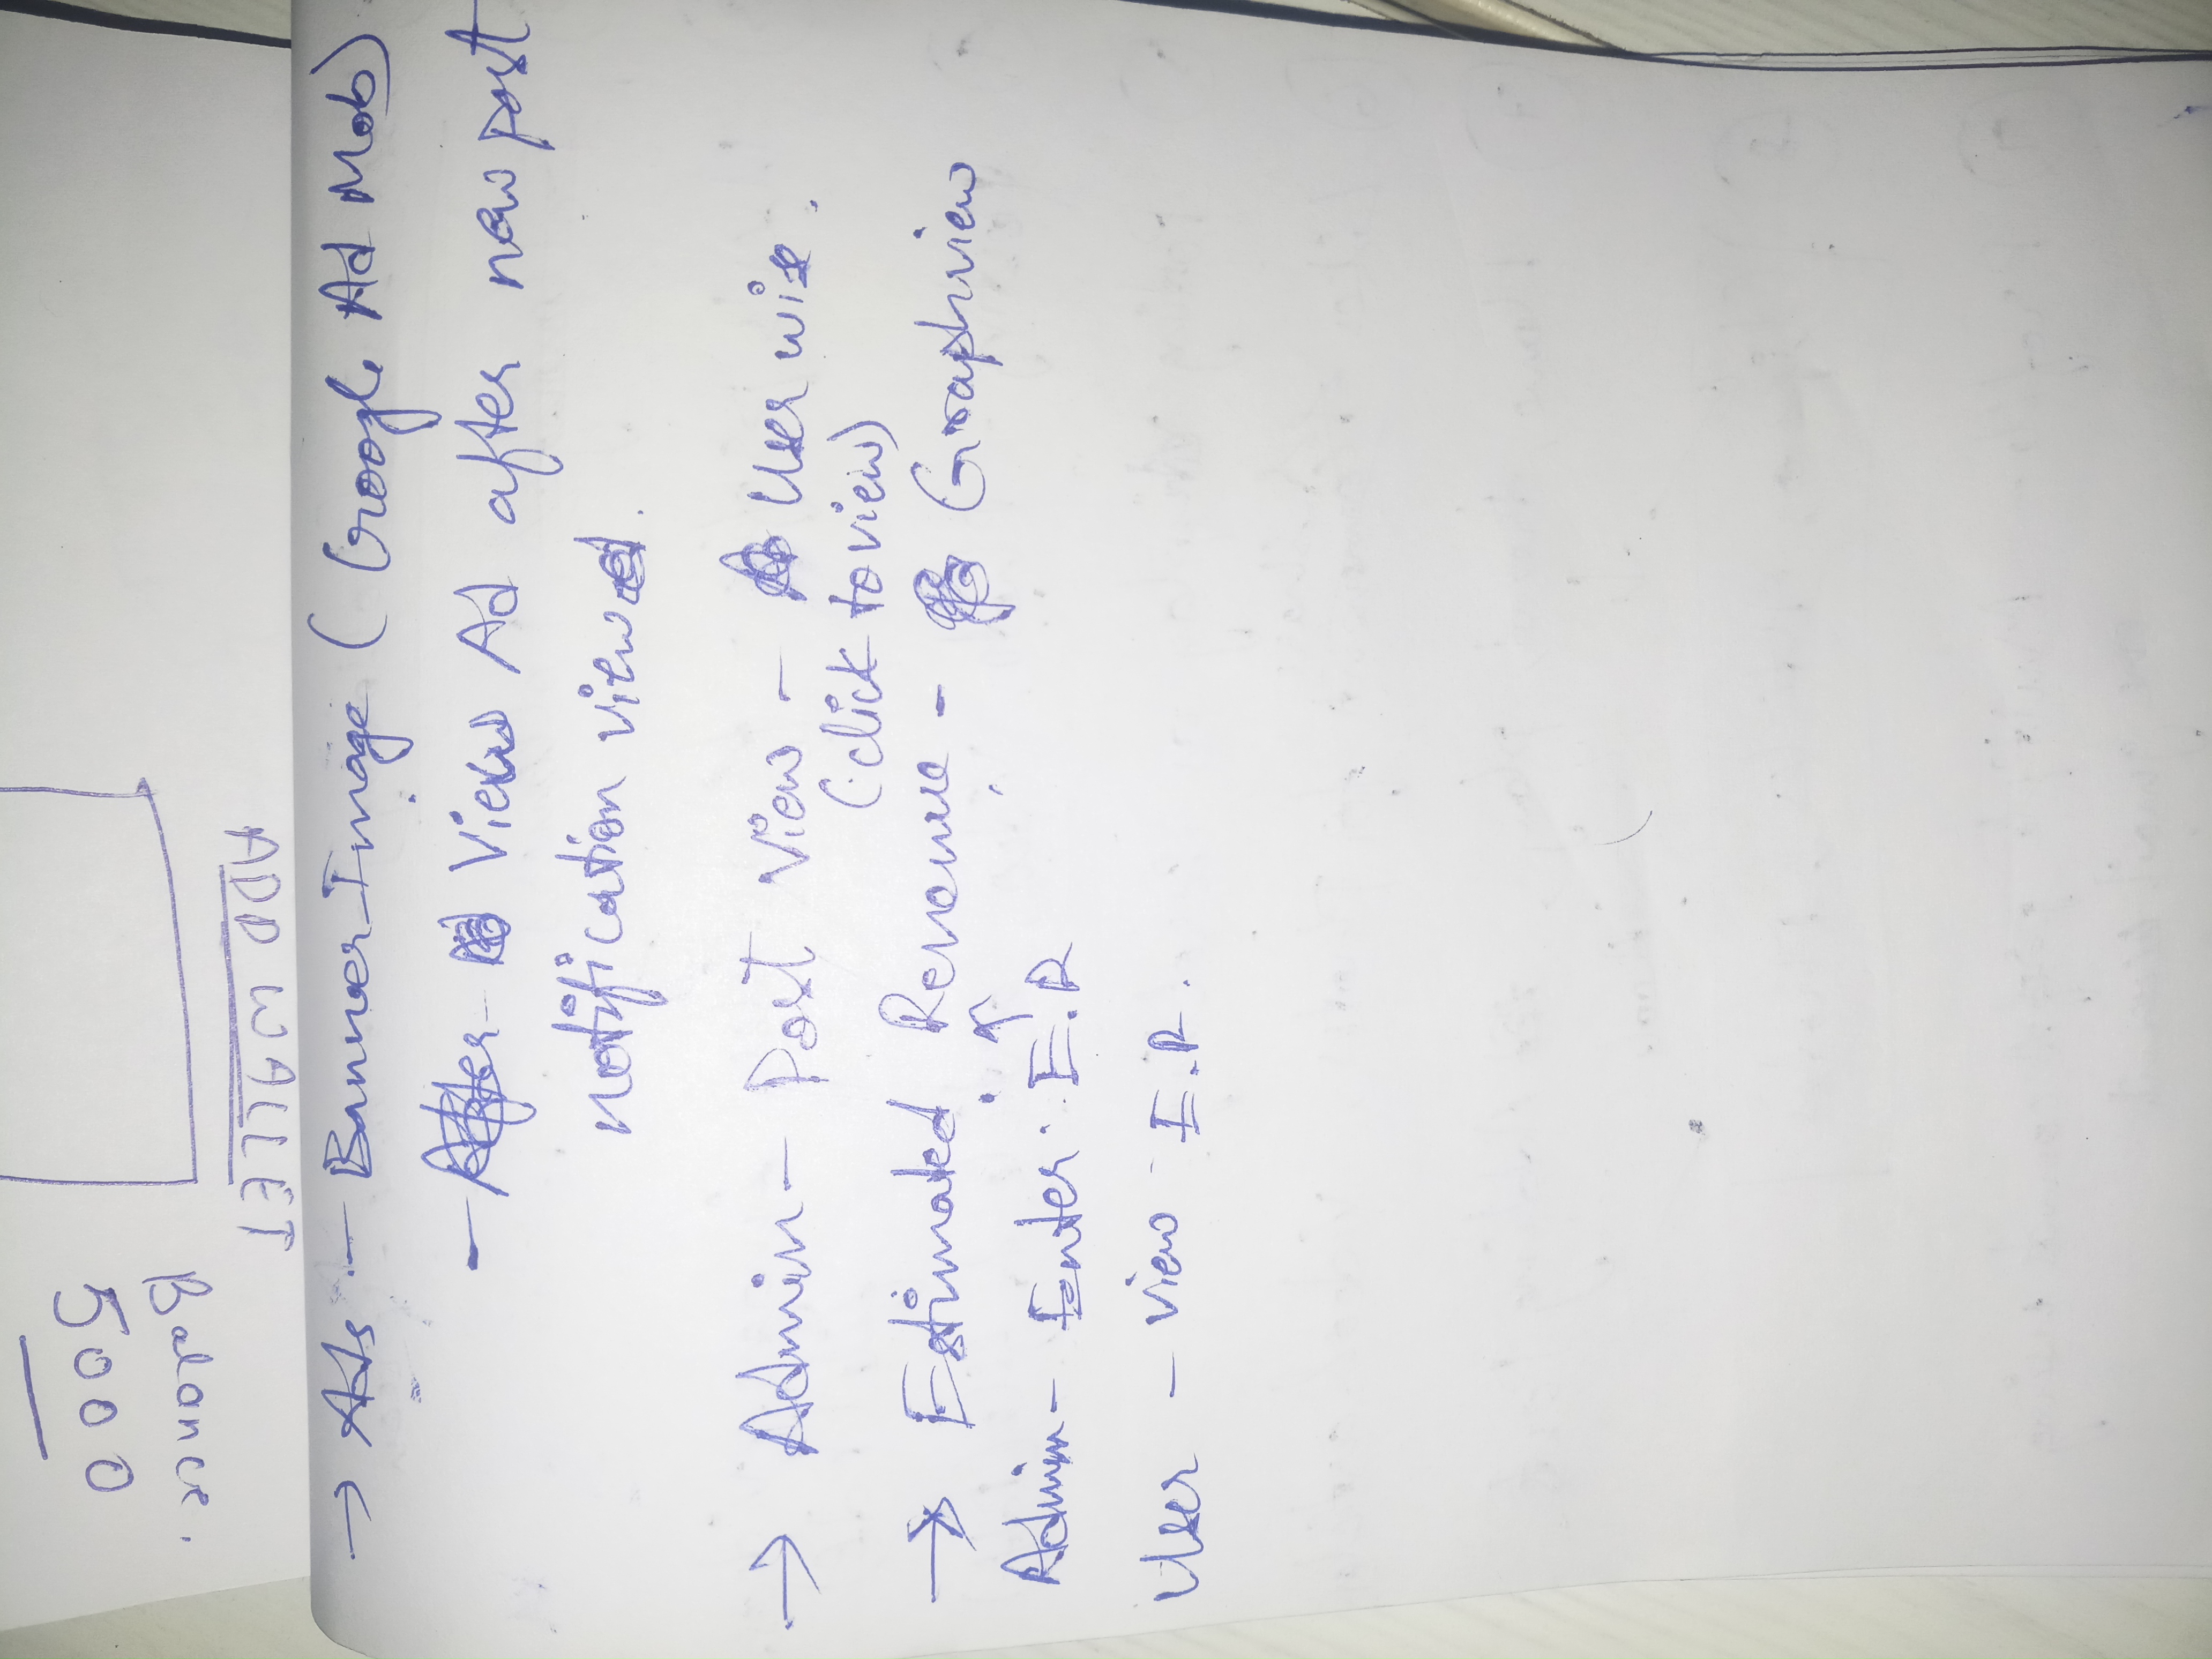 ADD WALLET
Balance.
5000
→ Ads - Banner Image (Google Ad Mob)
- View Ad after new post
notification viewed.
→ Admin - Post View - User wise.
(click to view)
→ Estimated Revenue - Graphview
↑
Admin - Enter E.R
User - view E.R.